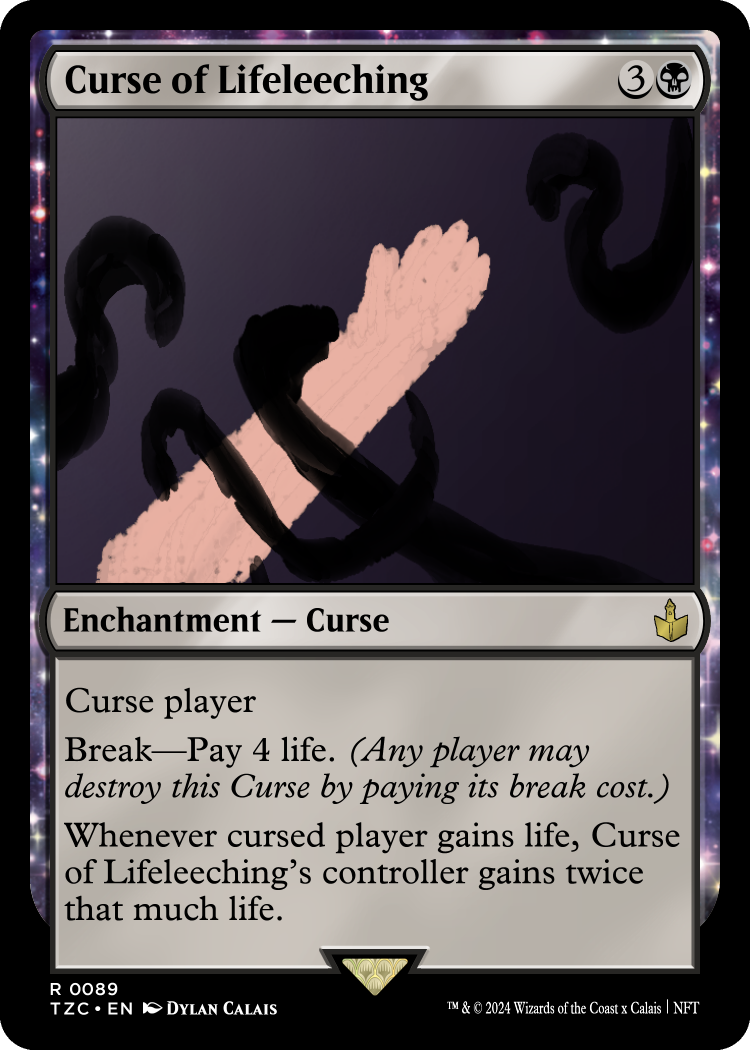 Curse of Lifeleeching 3
Enchantment — Curse
Curse player
Break—Pay 4 life. (Any player may
destroy this Curse by paying its break cost.)
Whenever cursed player gains life, Curse
of Lifeleeching's controller gains twice
that much life.
R 0089
TZC • EN DYLAN CALAIS
™ & © 2024 Wizards of the Coast x Calais | NFT